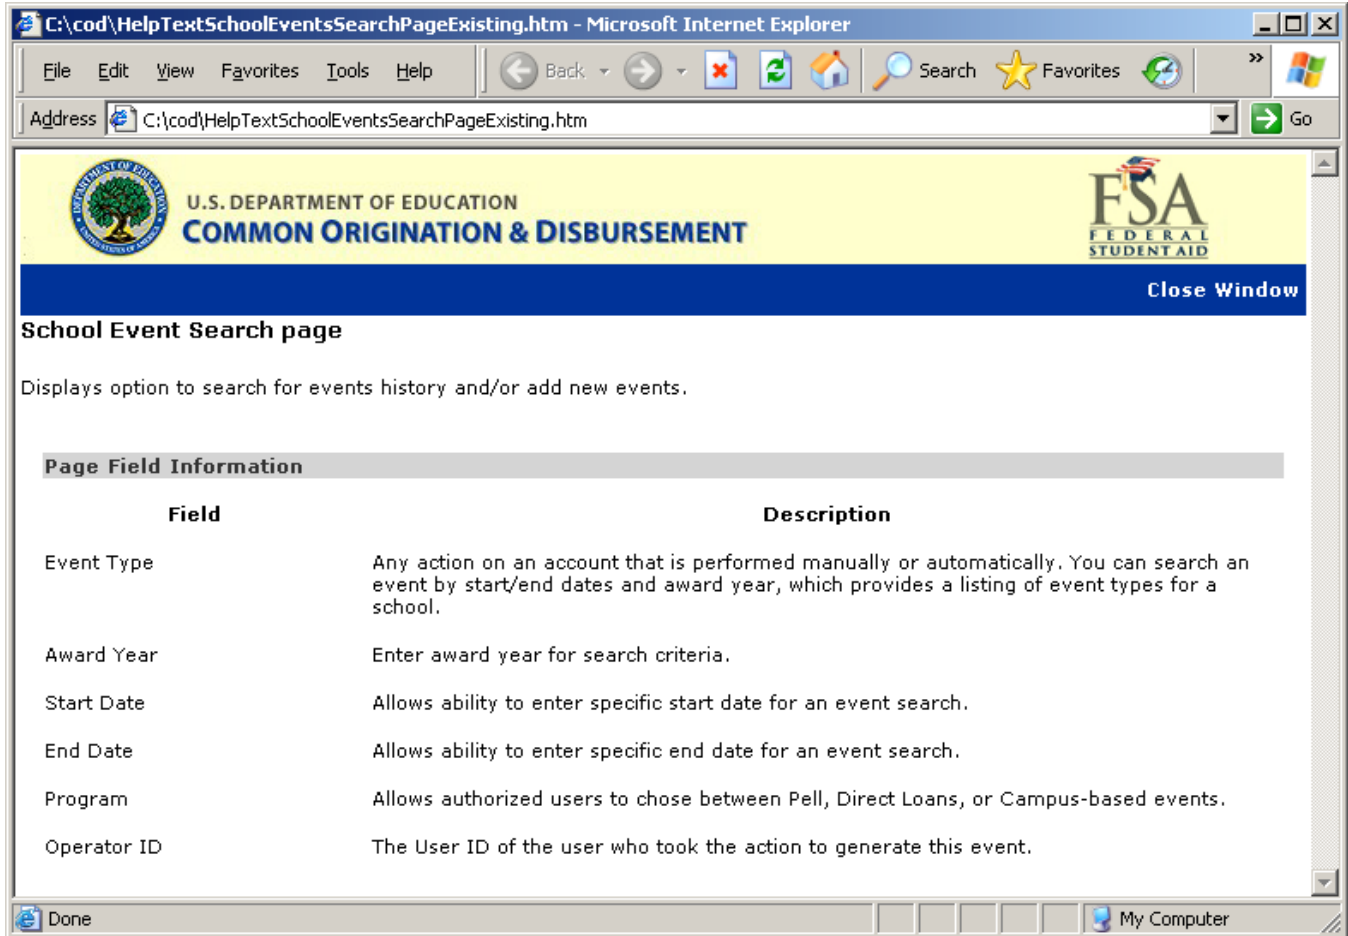 C:\cod\HelpTextSchoolEventsSearchPageExisting.htm - Microsoft Internet Explorer
File Edit View Favorites Tools Help Back Search Favorites »
Address C:\cod\HelpTextSchoolEventsSearchPageExisting.htm Go
U.S. DEPARTMENT OF EDUCATION
COMMON ORIGINATION & DISBURSEMENT
FSA
FEDERAL
STUDENT AID
DEPARTMENT OF EDUCATION
UNITED STATES OF AMERICA
Close Window
School Event Search page
Displays option to search for events history and/or add new events.
Page Field Information
Field Description
Event Type Any action on an account that is performed manually or automatically. You can search an
event by start/end dates and award year, which provides a listing of event types for a
school.
Award Year Enter award year for search criteria.
Start Date Allows ability to enter specific start date for an event search.
End Date Allows ability to enter specific end date for an event search.
Program Allows authorized users to chose between Pell, Direct Loans, or Campus-based events.
Operator ID The User ID of the user who took the action to generate this event.
Done My Computer